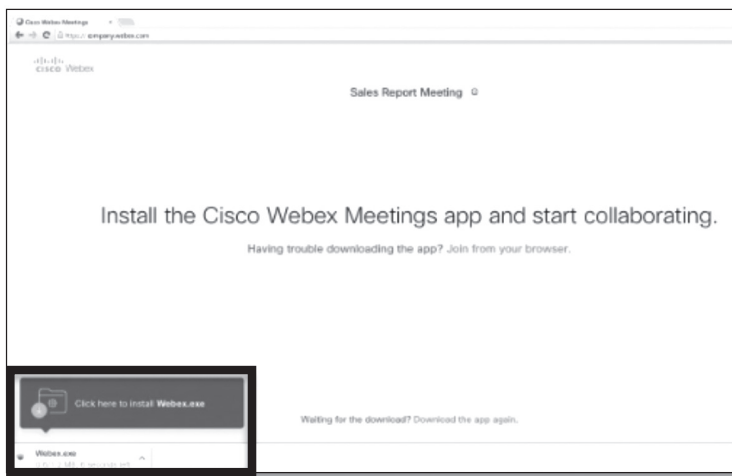 Cisco Webex Meetings
https:// company.webex.com
CISCO Webex
Sales Report Meeting
Install the Cisco Webex Meetings app and start collaborating.
Having trouble downloading the app? Join from your browser.
Click here to install Webex.exe
Waiting for the download? Download the app again.
Webex.exe
seconds left